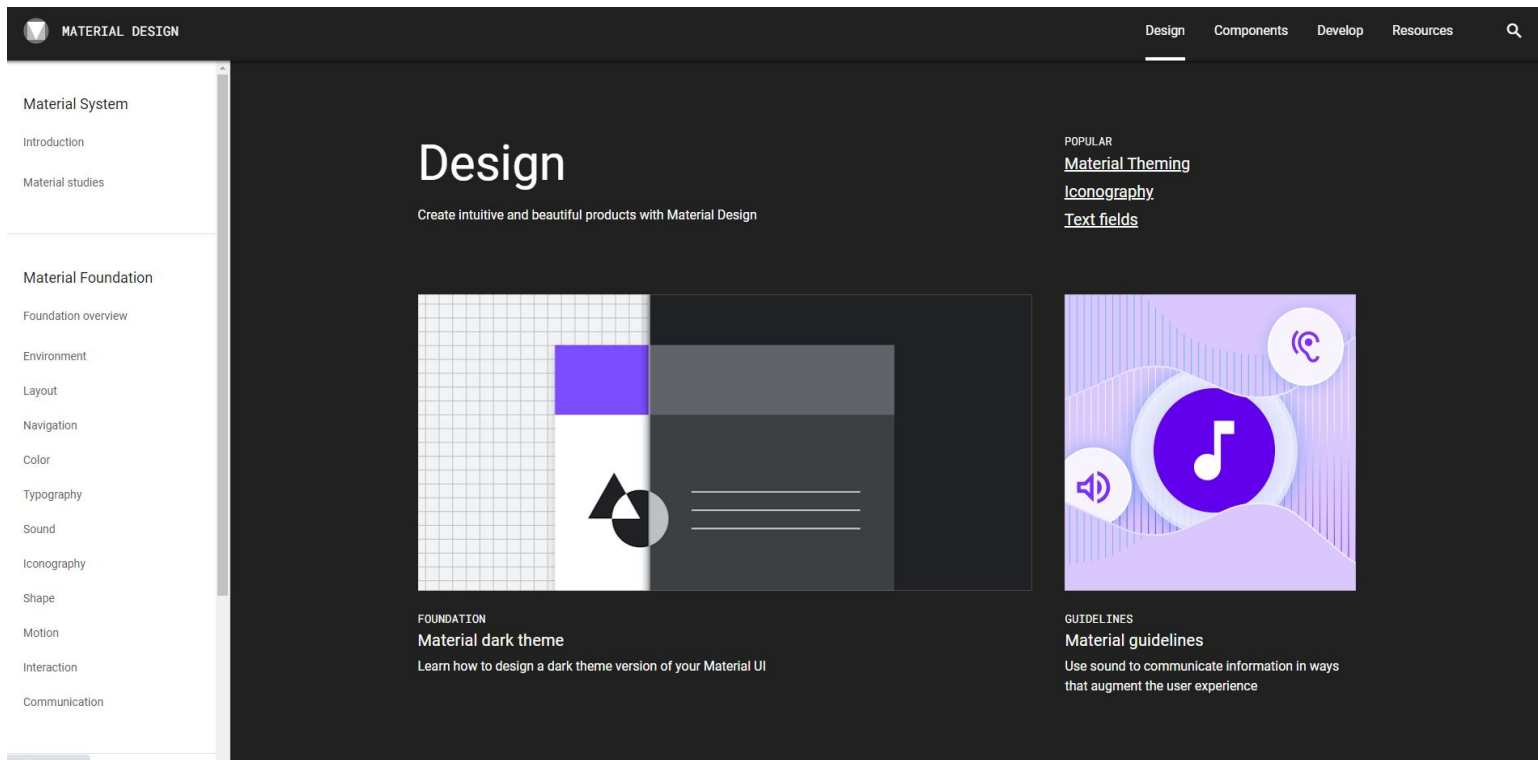 MATERIAL DESIGN
Design
Components
Develop
Resources
Material System
Introduction
Material studies
Material Foundation
Foundation overview
Environment
Layout
Navigation
Color
Typography
Sound
Iconography
Shape
Motion
Interaction
Communication
Design
Create intuitive and beautiful products with Material Design
POPULAR
Material Theming
Iconography
Text fields
FOUNDATION
Material dark theme
Learn how to design a dark theme version of your Material UI
GUIDELINES
Material guidelines
Use sound to communicate information in ways
that augment the user experience